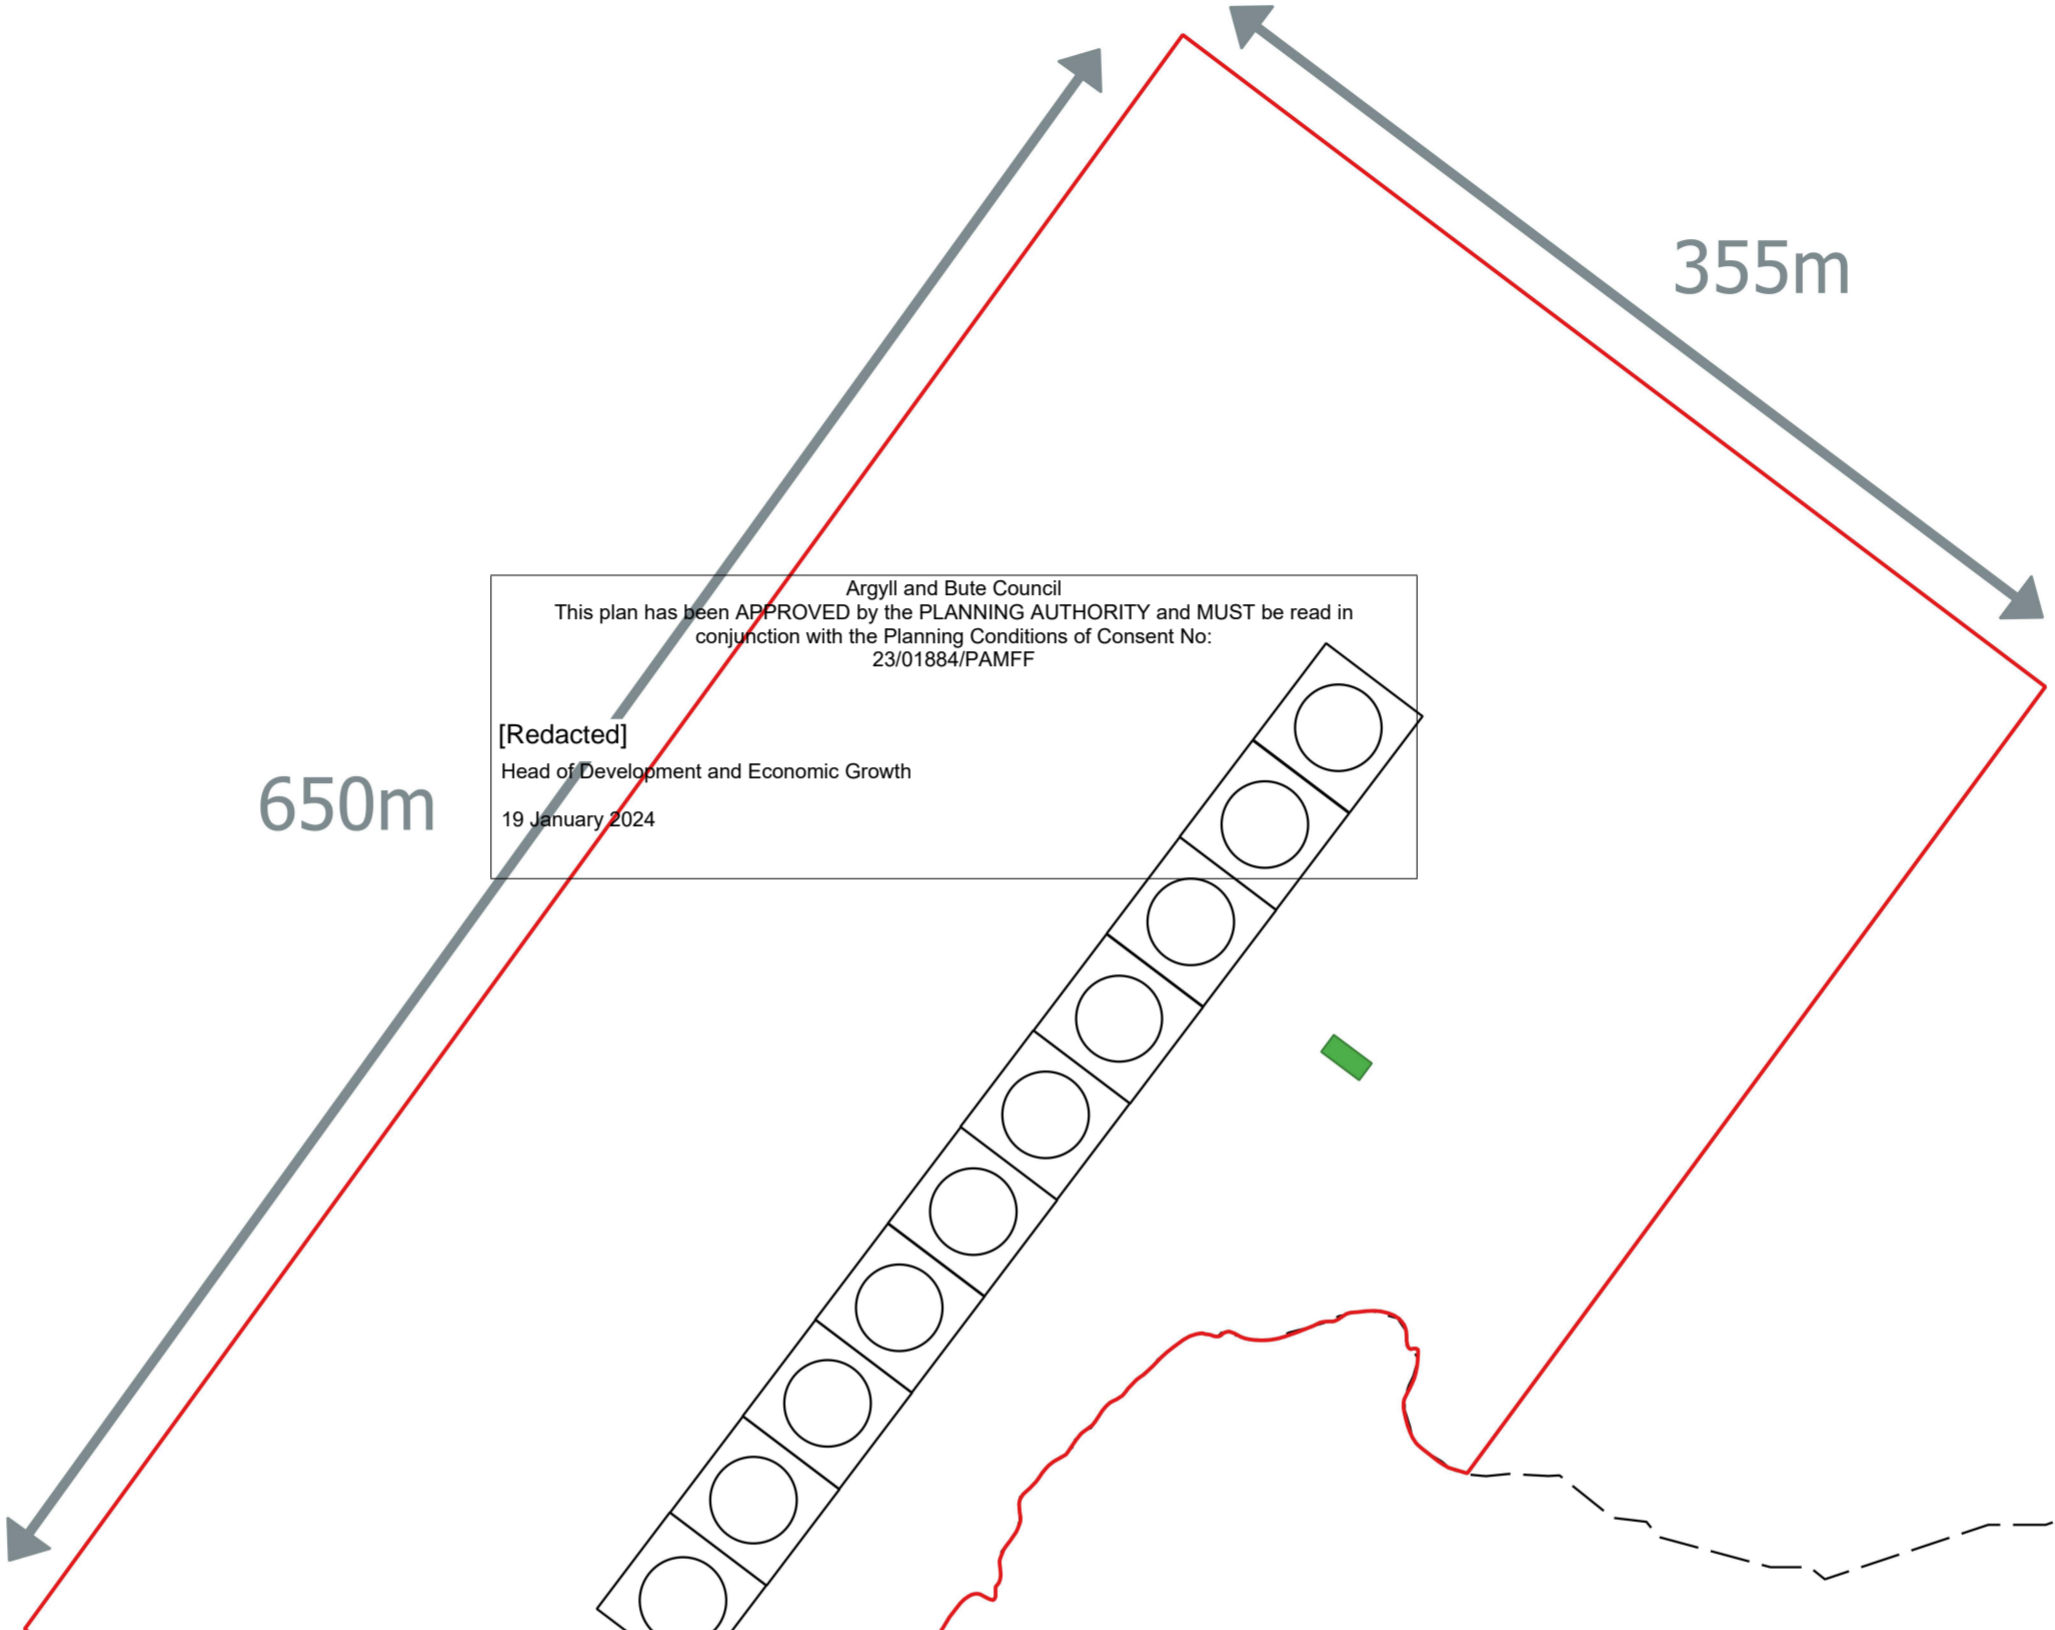 355m
Argyll and Bute Council
This plan has been APPROVED by the PLANNING AUTHORITY and MUST be read in
conjunction with the Planning Conditions of Consent No:
23/01884/PAMFF
[Redacted]
Head of Development and Economic Growth
650m
19 January 2024